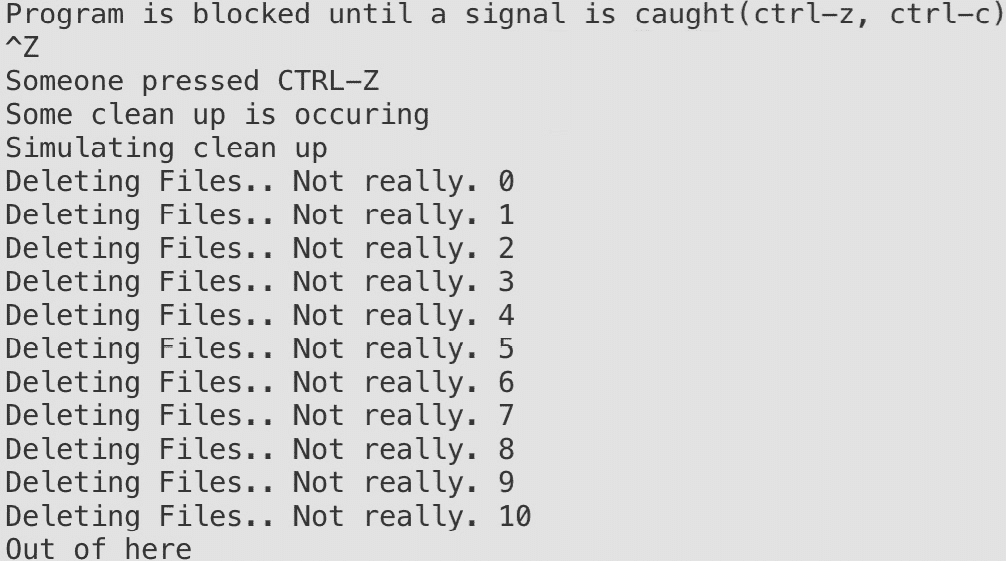 Program is blocked until a signal is caught(ctrl-z, ctrl-c)
^Z
Someone pressed CTRL-Z
Some clean up is occuring
Simulating clean up
Deleting Files.. Not really. 0
Deleting Files.. Not really. 1
Deleting Files.. Not really. 2
Deleting Files.. Not really. 3
Deleting Files.. Not really. 4
Deleting Files.. Not really. 5
Deleting Files.. Not really. 6
Deleting Files.. Not really. 7
Deleting Files.. Not really. 8
Deleting Files.. Not really. 9
Deleting Files.. Not really. 10
Out of here